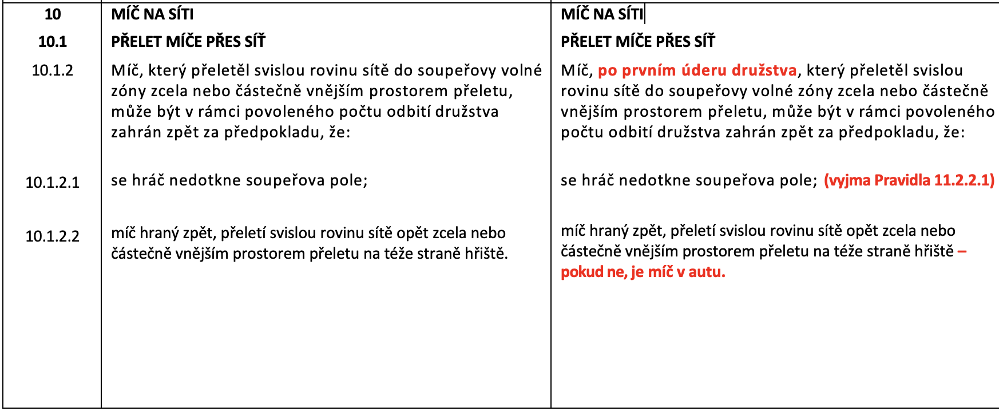 10
MÍČ NA SÍTI
MÍČ NA SÍTI
10.1
PŘELET MÍČE PŘES SÍŤ
PŘELET MÍČE PŘES SÍŤ
10.1.2
Míč, který přeletěl svislou rovinu sítě do soupeřovy volné
zóny zcela nebo částečně vnějším prostorem přeletu,
může být v rámci povoleného počtu odbití družstva
zahrán zpět za předpokladu, že:
Míč, po prvním úderu družstva, který přeletěl svislou
rovinu sítě do soupeřovy volné zóny zcela nebo částečně
vnějším prostorem přeletu, může být v rámci povoleného
počtu odbití družstva zahrán zpět za předpokladu, že:
10.1.2.1
se hráč nedotkne soupeřova pole;
se hráč nedotkne soupeřova pole; (vyjma Pravidla 11.2.2.1)
10.1.2.2
míč hraný zpět, přeletí svislou rovinu sítě opět zcela nebo
částečně vnějším prostorem přeletu na téže straně hřiště.
míč hraný zpět, přeletí svislou rovinu sítě opět zcela nebo
částečně vnějším prostorem přeletu na téže straně hřiště –
pokud ne, je míč v autu.